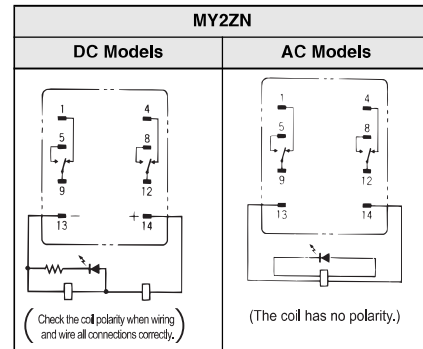 MY2ZN
DC Models
AC Models
1 4
5 8
9 12
13 − + 14
(Check the coil polarity when wiring
and wire all connections correctly.)
1 4
5 8
9 12
13 14
(The coil has no polarity.)